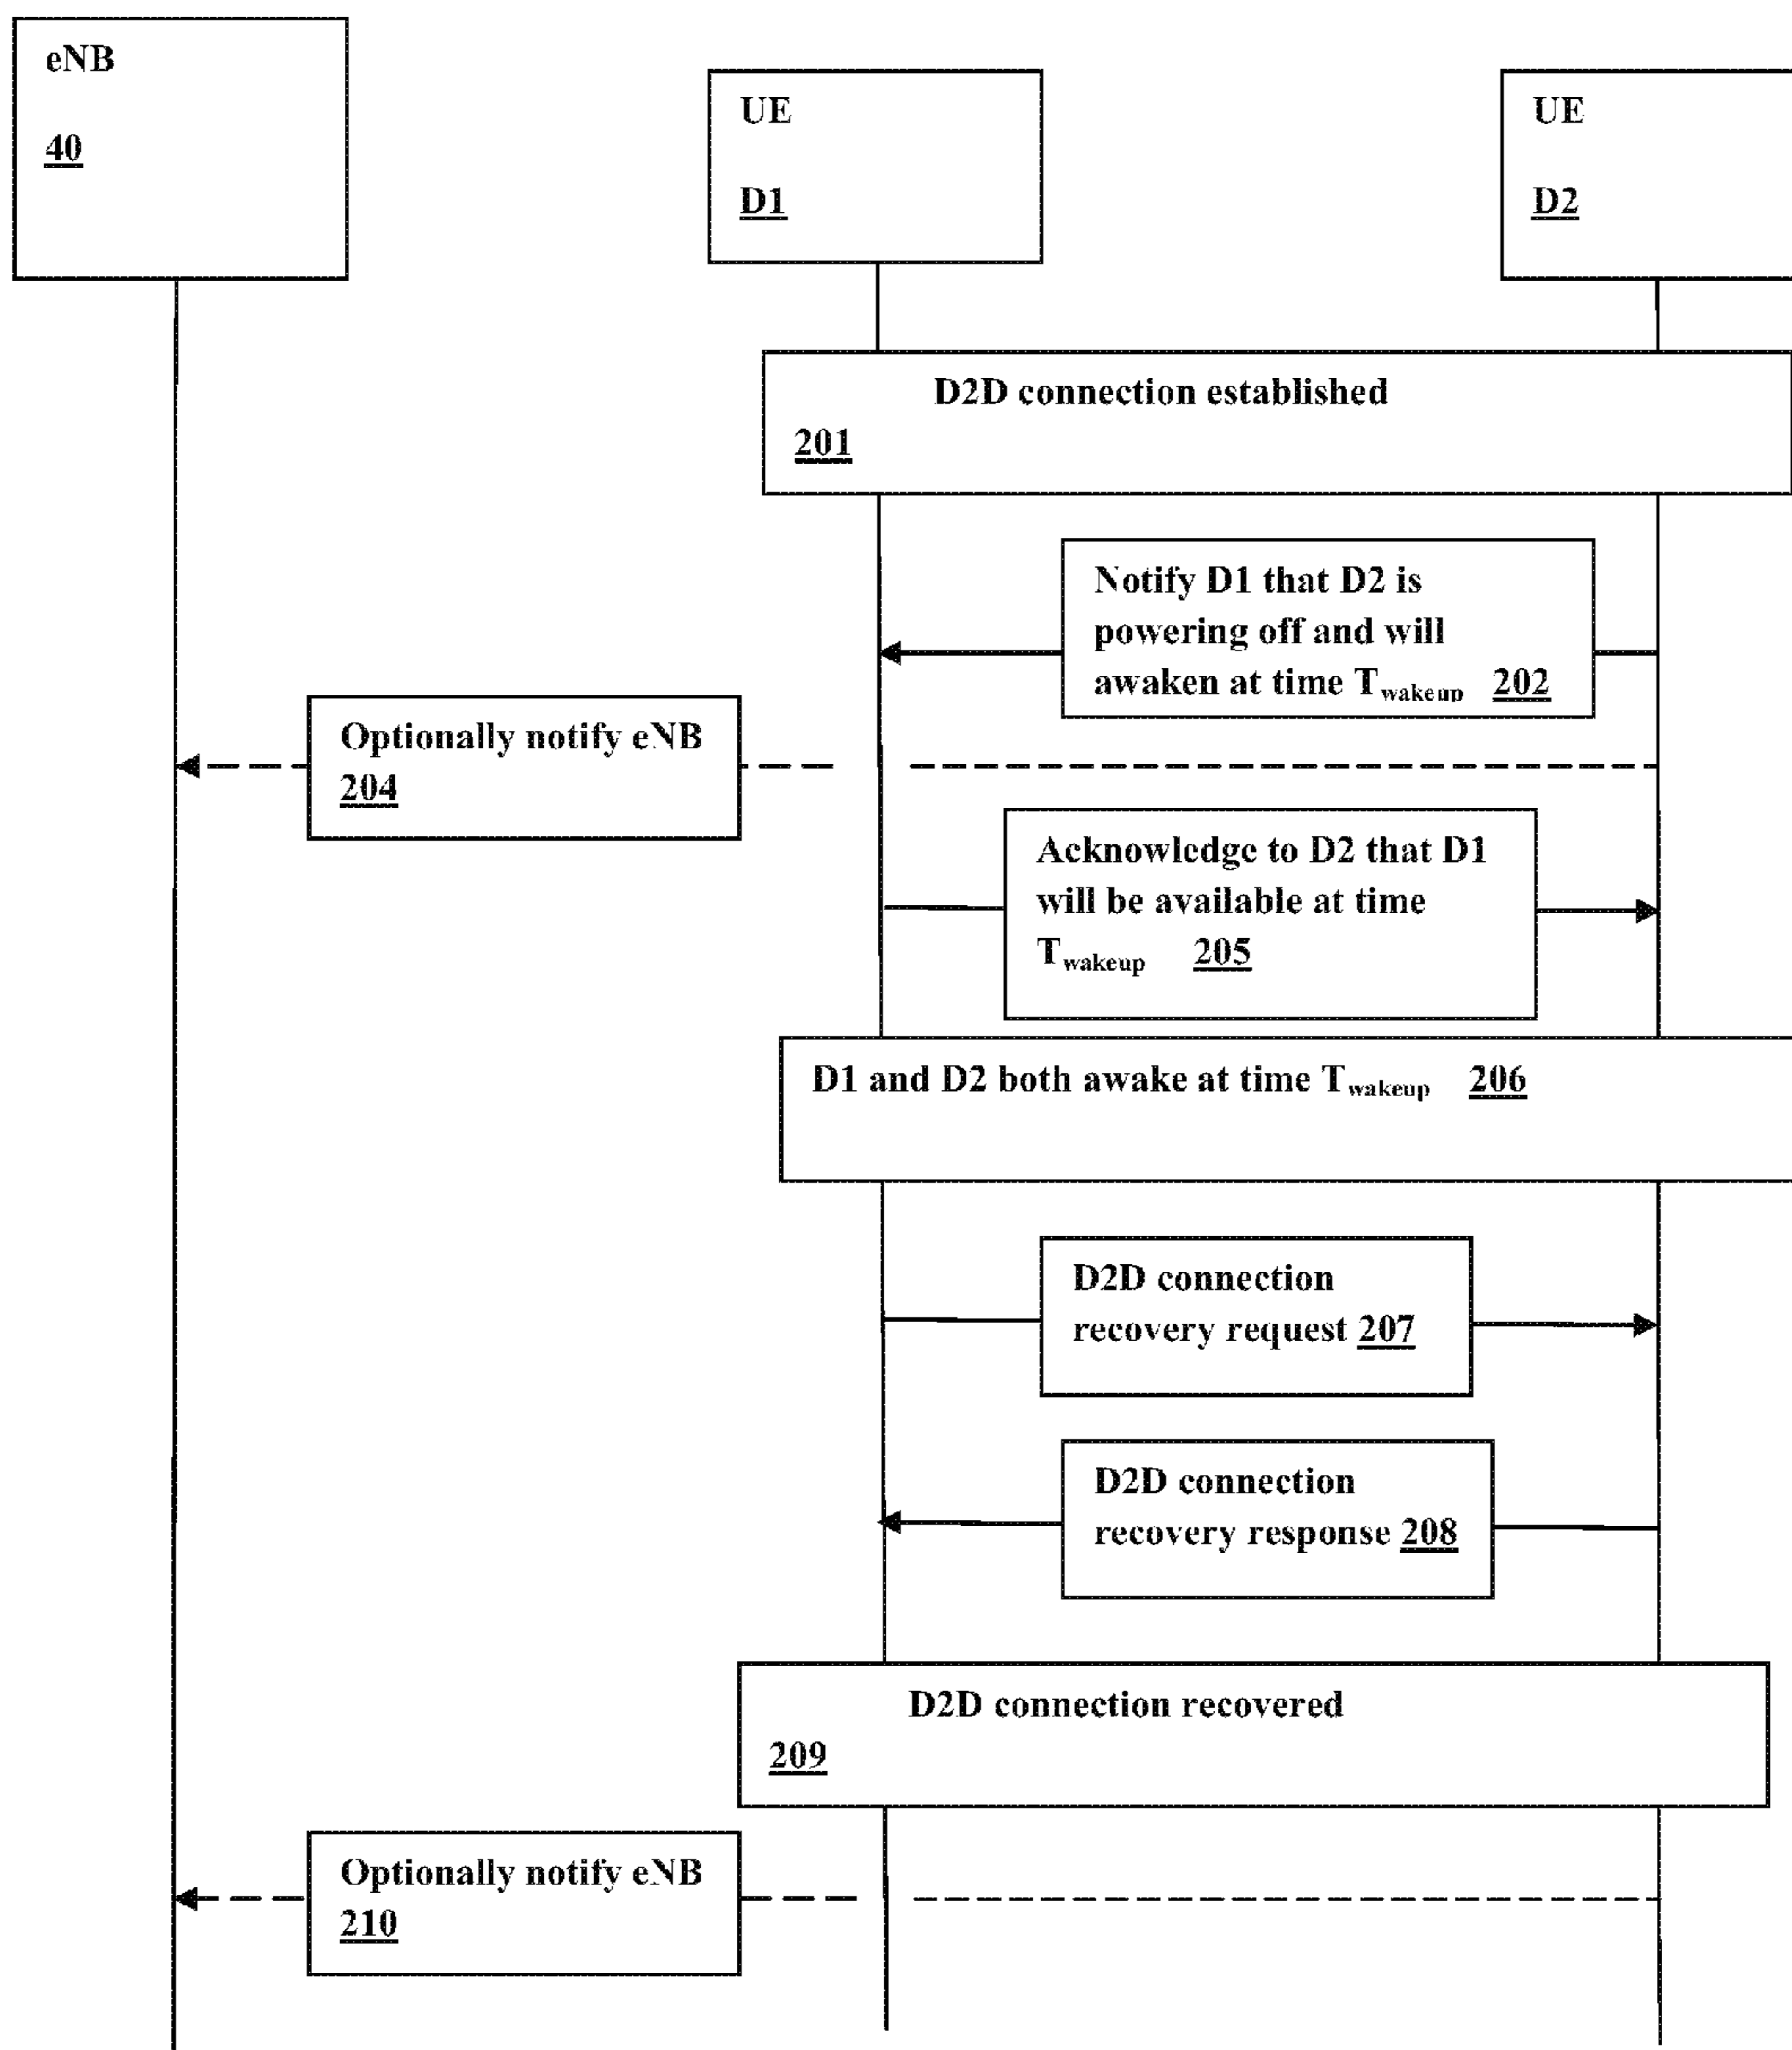 eNB
40
UE
D1
UE
D2
D2D connection established
201
Notify D1 that D2 is
powering off and will
awaken at time Twakeup 202
Optionally notify eNB
204
Acknowledge to D2 that D1
will be available at time
Twakeup 205
D1 and D2 both awake at time Twakeup 206
D2D connection
recovery request 207
D2D connection
recovery response 208
D2D connection recovered
209
Optionally notify eNB
210